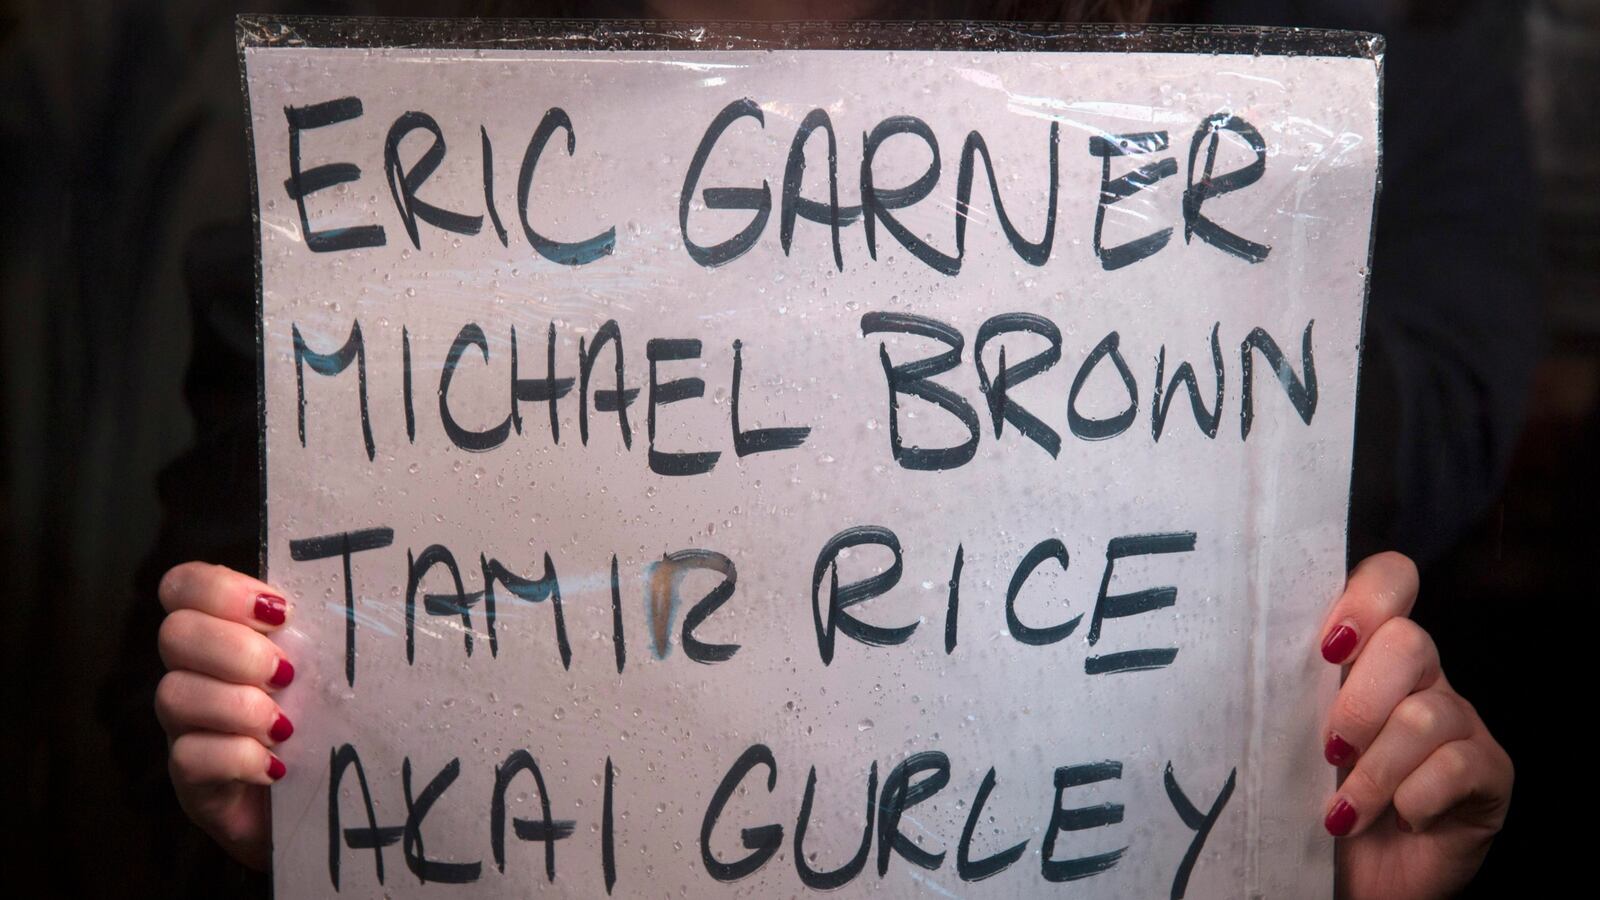 ERIC GARNER
MICHAEL BROWN
TAMIR RICE
AKAI GURLEY